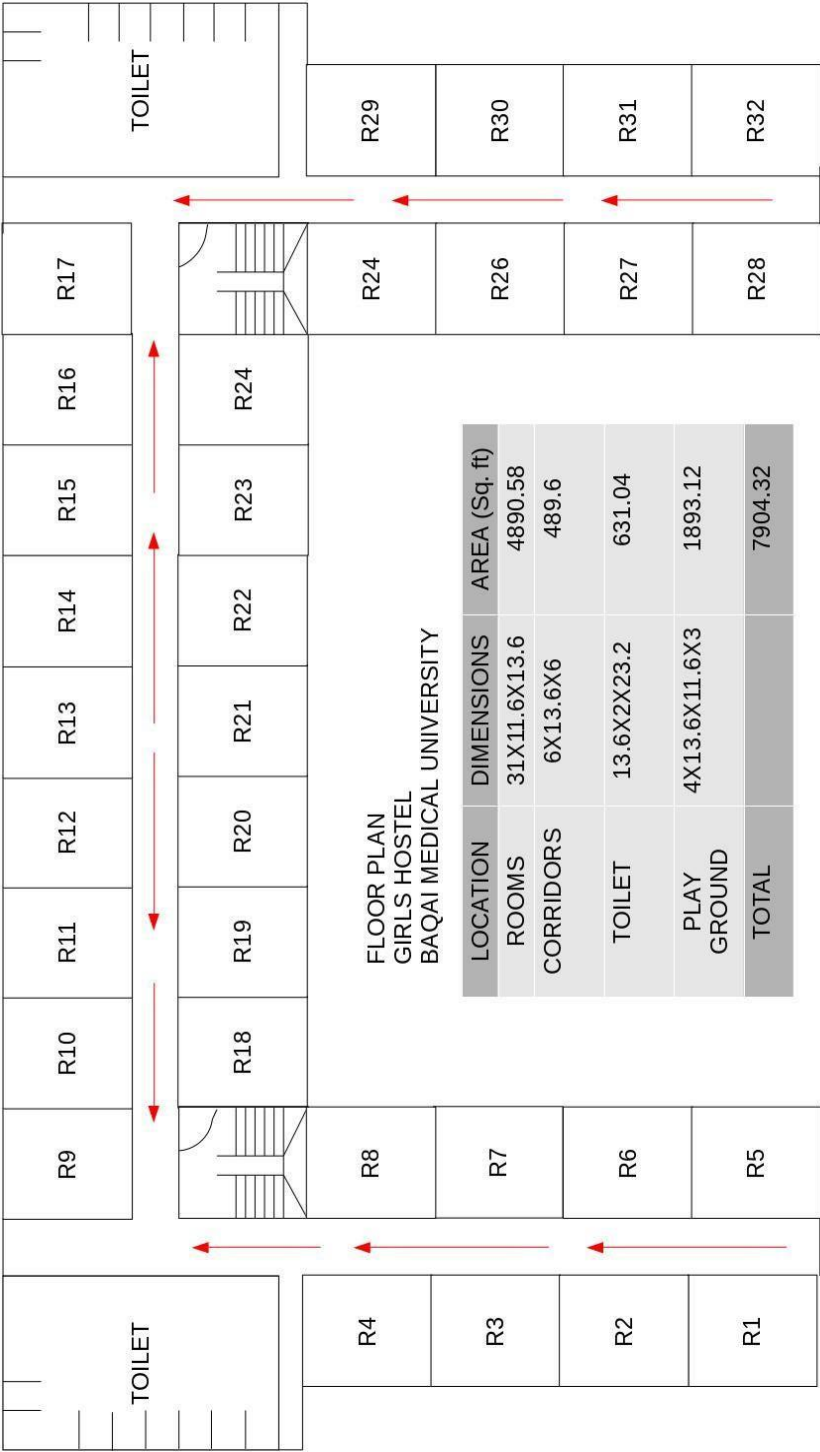 R9 R10 R11 R12 R13 R14 R15 R16 R17
TOILET TOILET
R18 R19 R20 R21 R22 R23 R24
R4 R8 R24 R29
R3 R7 R26 R30
R2 R6 R27 R31
R1 R5 R28 R32
FLOOR PLAN
GIRLS HOSTEL
BAQAI MEDICAL UNIVERSITY
LOCATION DIMENSIONS AREA (Sq. ft)
ROOMS 31X11.6X13.6 4890.58
CORRIDORS 6X13.6X6 489.6
TOILET 13.6X2X23.2 631.04
PLAY GROUND 4X13.6X11.6X3 1893.12
TOTAL 7904.32